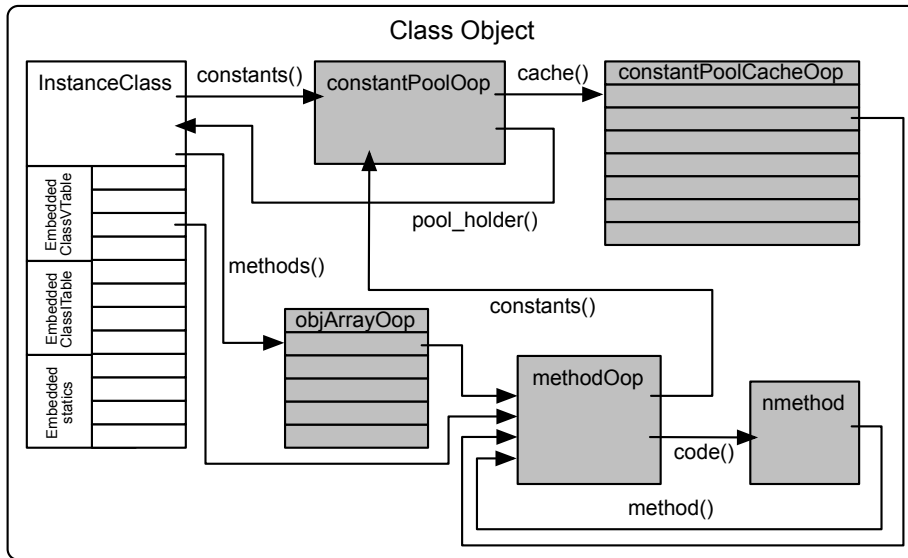 Class Object
InstanceClass
constants()
constantPoolOop
cache()
constantPoolCacheOop
pool_holder()
Embedded
ClassVTable
methods()
Embedded
ClassITable
constants()
objArrayOop
methodOop
nmethod
Embedded
statics
code()
method()